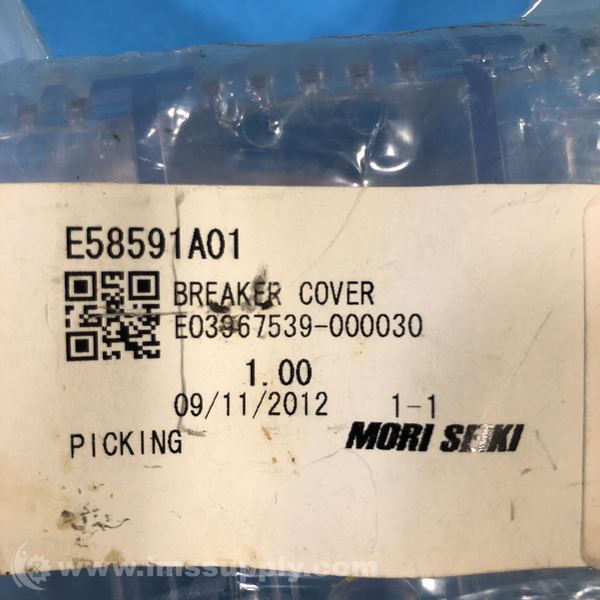 E58591A01
BREAKER COVER
E03967539-000030
1.00
09/11/2012 1-1
PICKING MORI SEIKI
www.imssupply.com